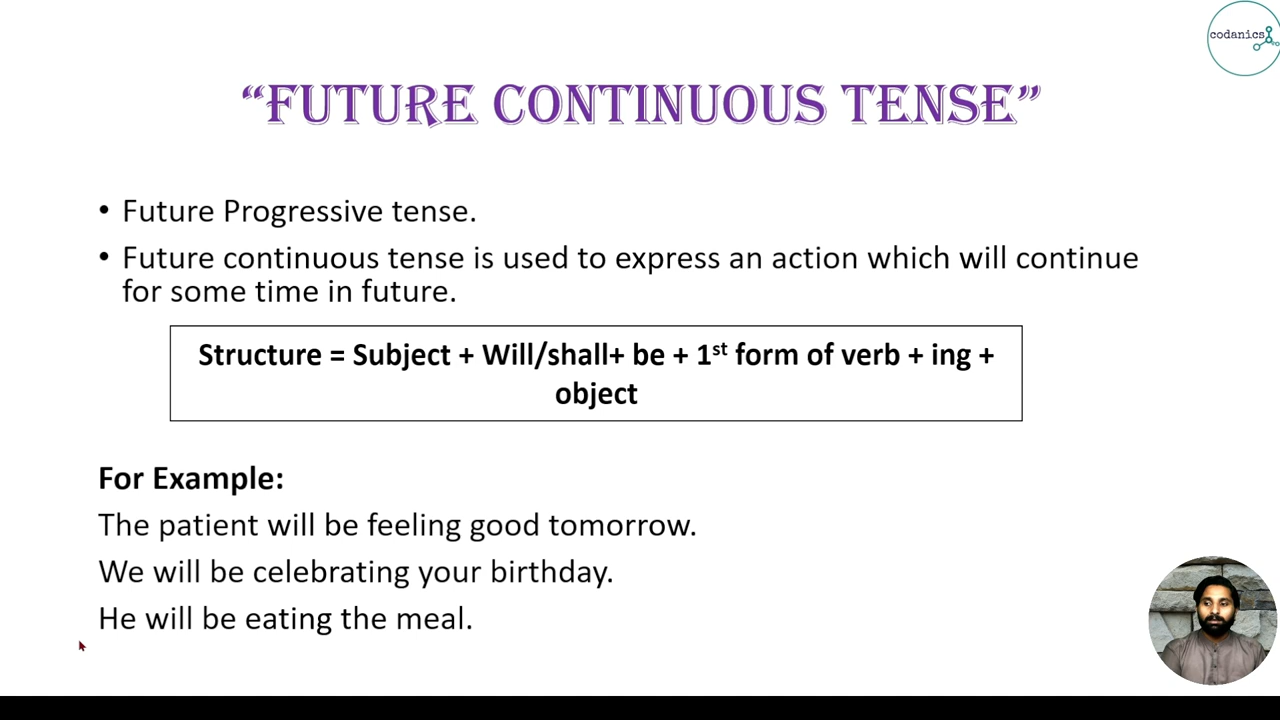 codanics
“FUTURE CONTINUOUS TENSE”
• Future Progressive tense.
• Future continuous tense is used to express an action which will continue
for some time in future.
Structure = Subject + Will/shall+ be + 1st form of verb + ing +
object
For Example:
The patient will be feeling good tomorrow.
We will be celebrating your birthday.
He will be eating the meal.